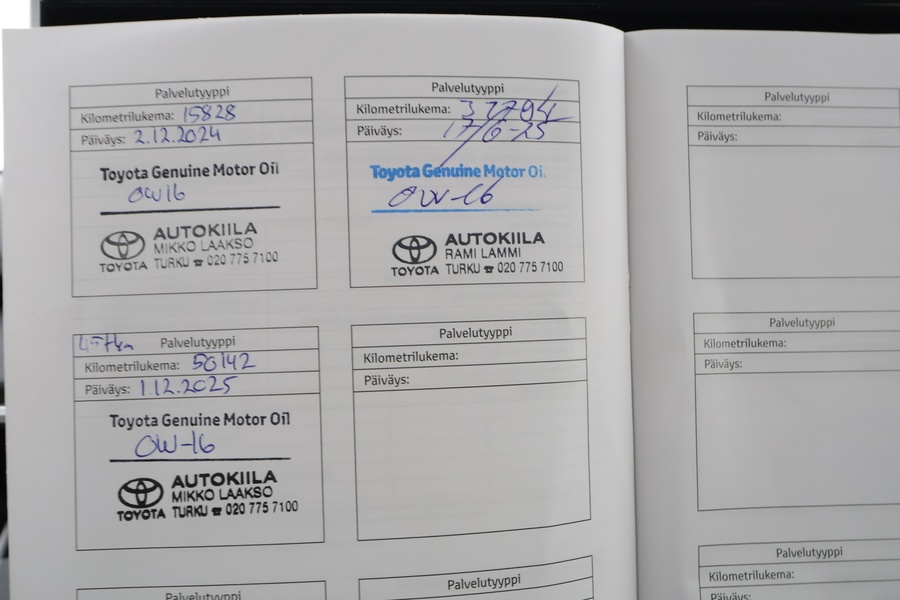 Palvelutyyppi
Kilometrilukema: 15828
Päiväys: 2.12.2024
Toyota Genuine Motor Oil
0W16
AUTOKIILA
MIKKO LAAKSO
TOYOTA TURKU ☎ 020 775 7100
Palvelutyyppi
Kilometrilukema: 32794
Päiväys: 17/6-25
Toyota Genuine Motor Oi
0W-16
AUTOKIILA
RAMI LAMMI
TOYOTA TURKU ☎ 020 775 7100
Palvelutyyppi
Kilometrilukema: 50142
Päiväys: 1.12.2025
Toyota Genuine Motor Oil
0W-16
AUTOKIILA
MIKKO LAAKSO
TOYOTA TURKU ☎ 020 775 7100
Palvelutyyppi
Kilometrilukema:
Päiväys:
Palvelutyyppi
Palvelutyyppi
Palvelutyyppi
Kilometrilukema:
Päiväys:
Palvelutyyppi
Kilometrilukema:
Päiväys:
Palvelutyyppi
Kilometrilukema:
Päiväys: